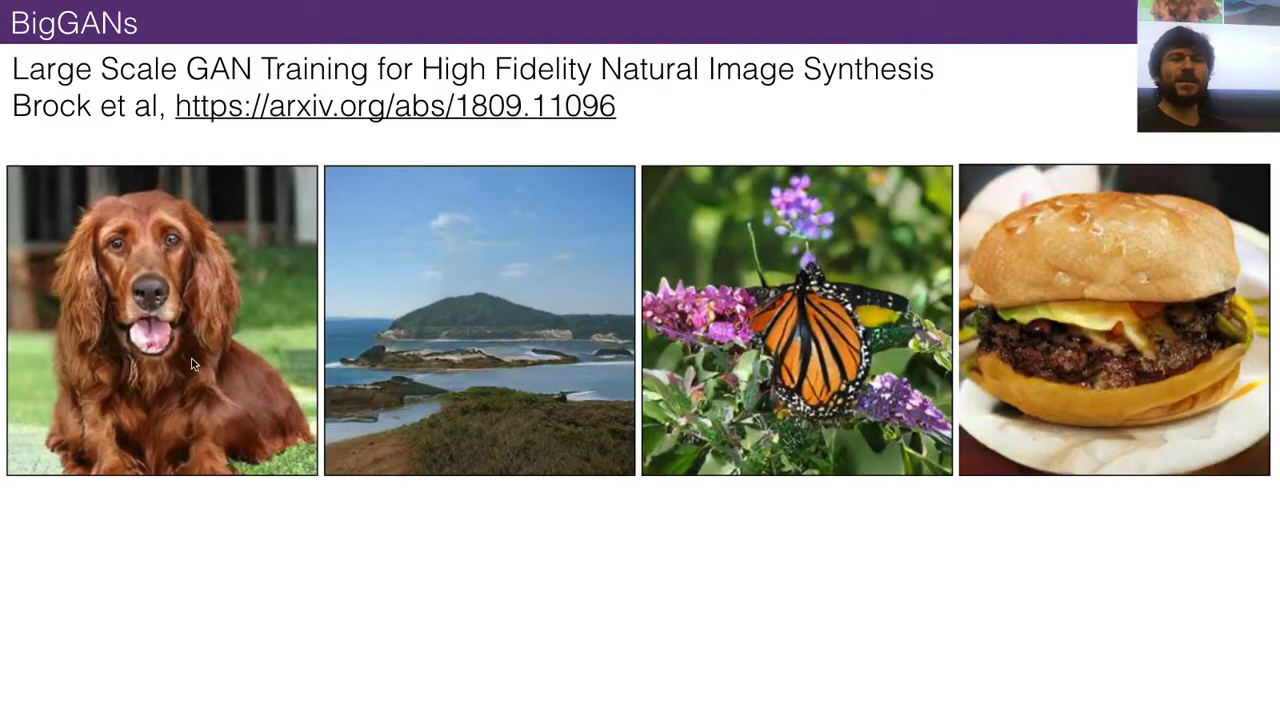 BigGANs
Large Scale GAN Training for High Fidelity Natural Image Synthesis
Brock et al, https://arxiv.org/abs/1809.11096